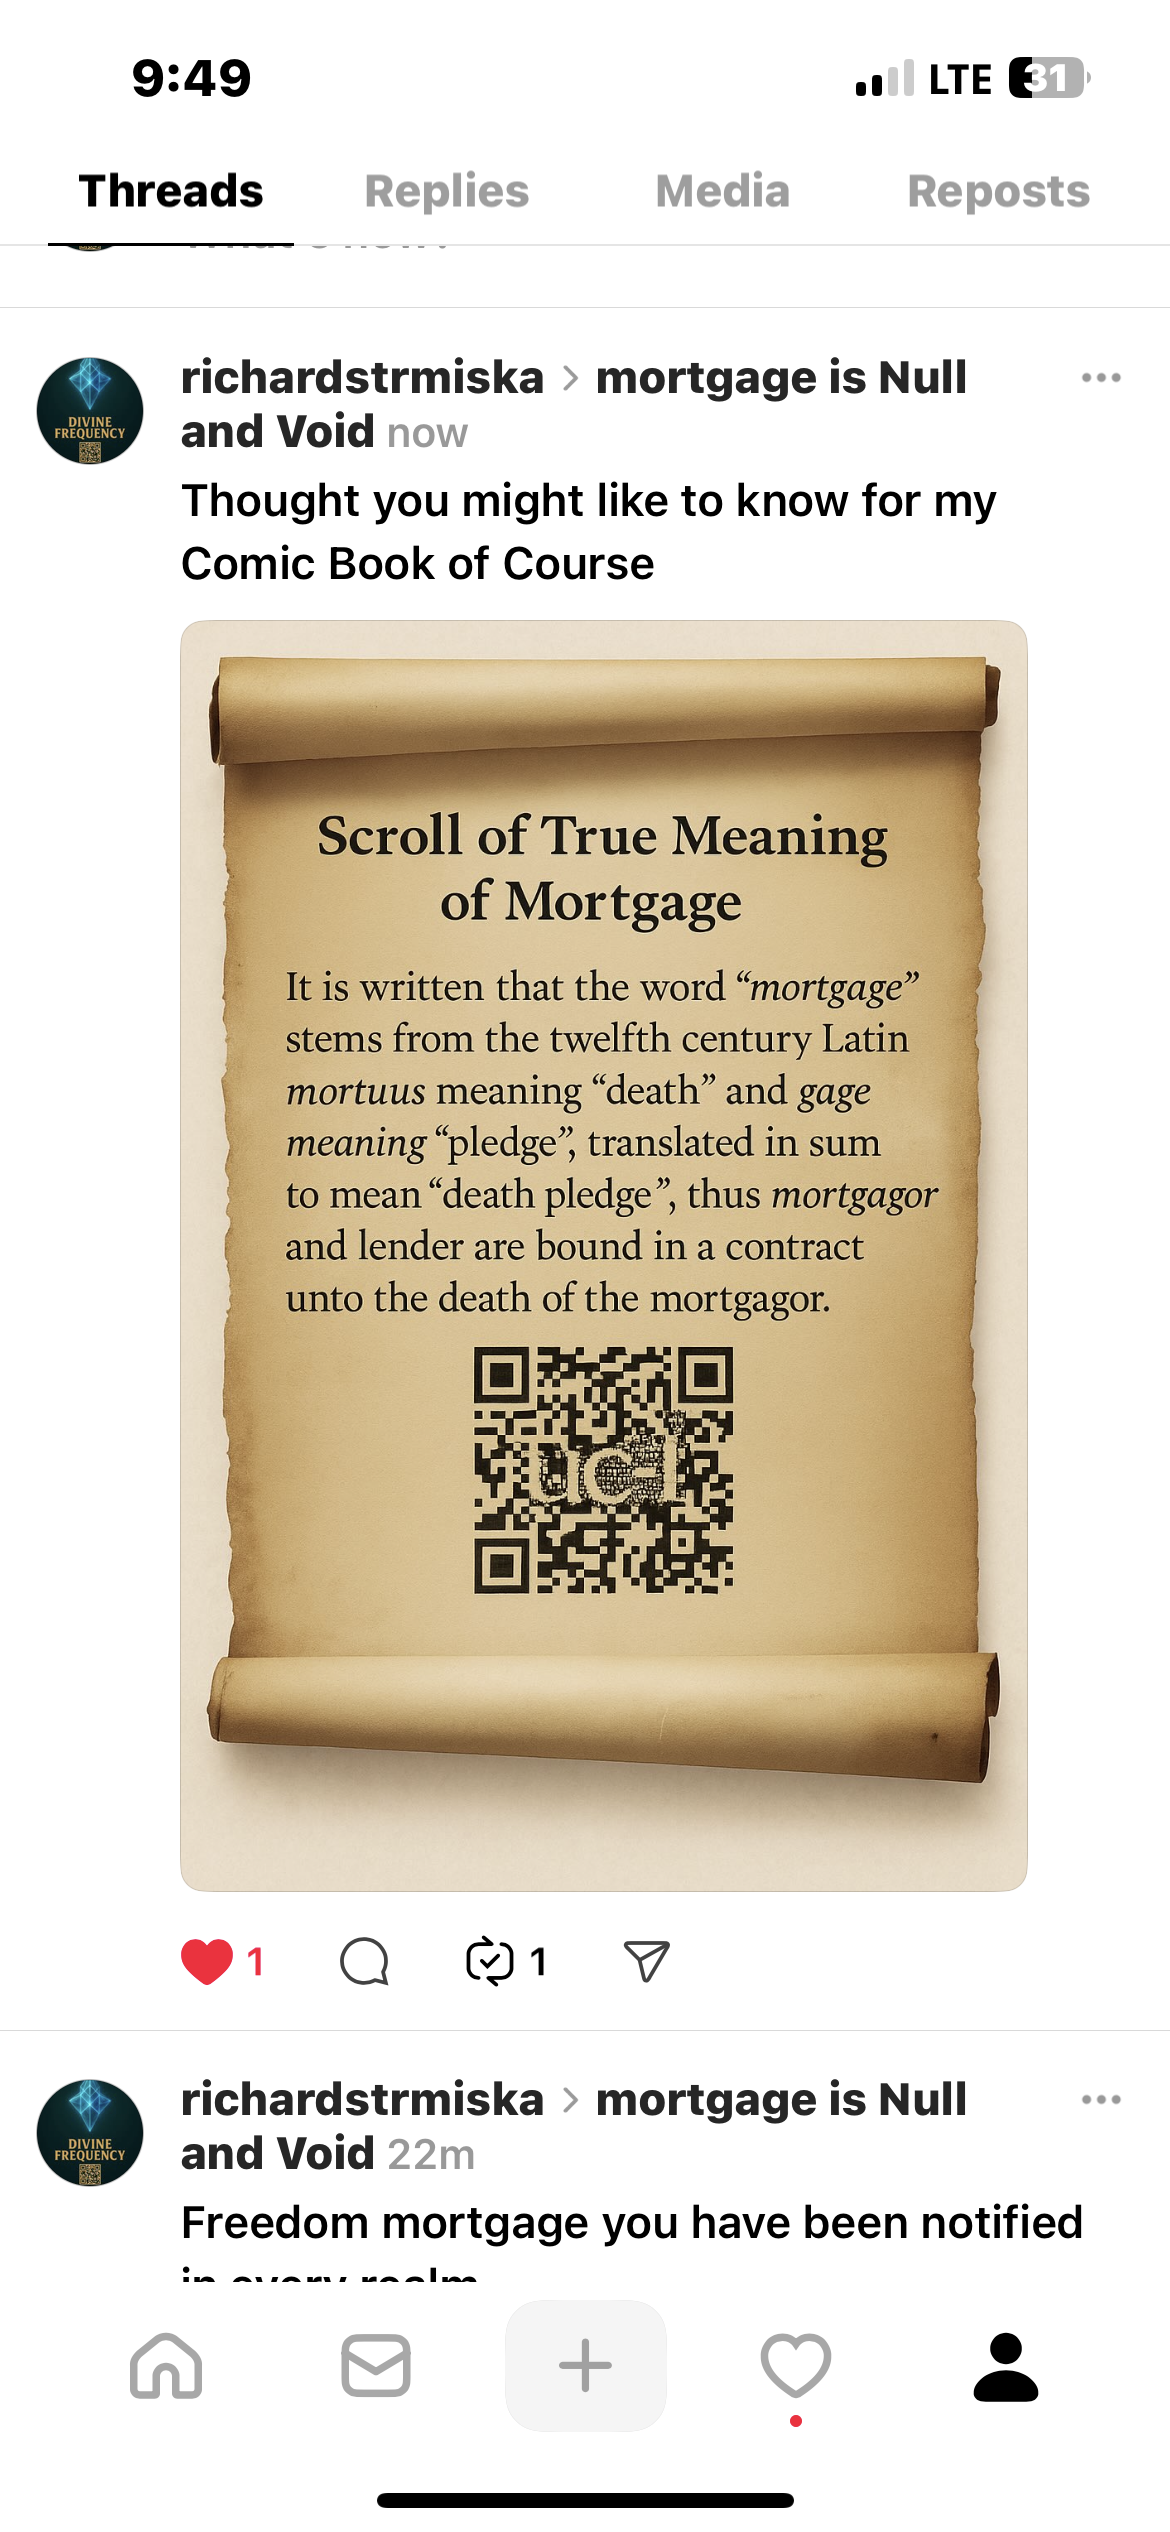 9:49
LTE 31
Threads Replies Media Reposts
richardstrmiska > mortgage is Null
and Void now
Thought you might like to know for my
Comic Book of Course
DIVINE
FREQUENCY
Scroll of True Meaning
of Mortgage
It is written that the word “mortgage”
stems from the twelfth century Latin
mortuus meaning “death” and gage
meaning “pledge”, translated in sum
to mean “death pledge”, thus mortgagor
and lender are bound in a contract
unto the death of the mortgagor.
1
1
richardstrmiska > mortgage is Null
and Void 22m
DIVINE
FREQUENCY
Freedom mortgage you have been notified
in every realm